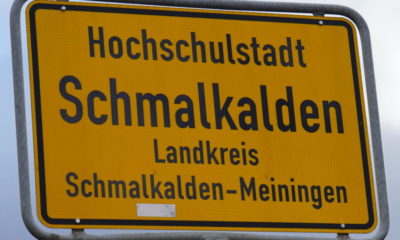 Hochschulstadt
Schmalkalden
Landkreis
Schmalkalden-Meiningen